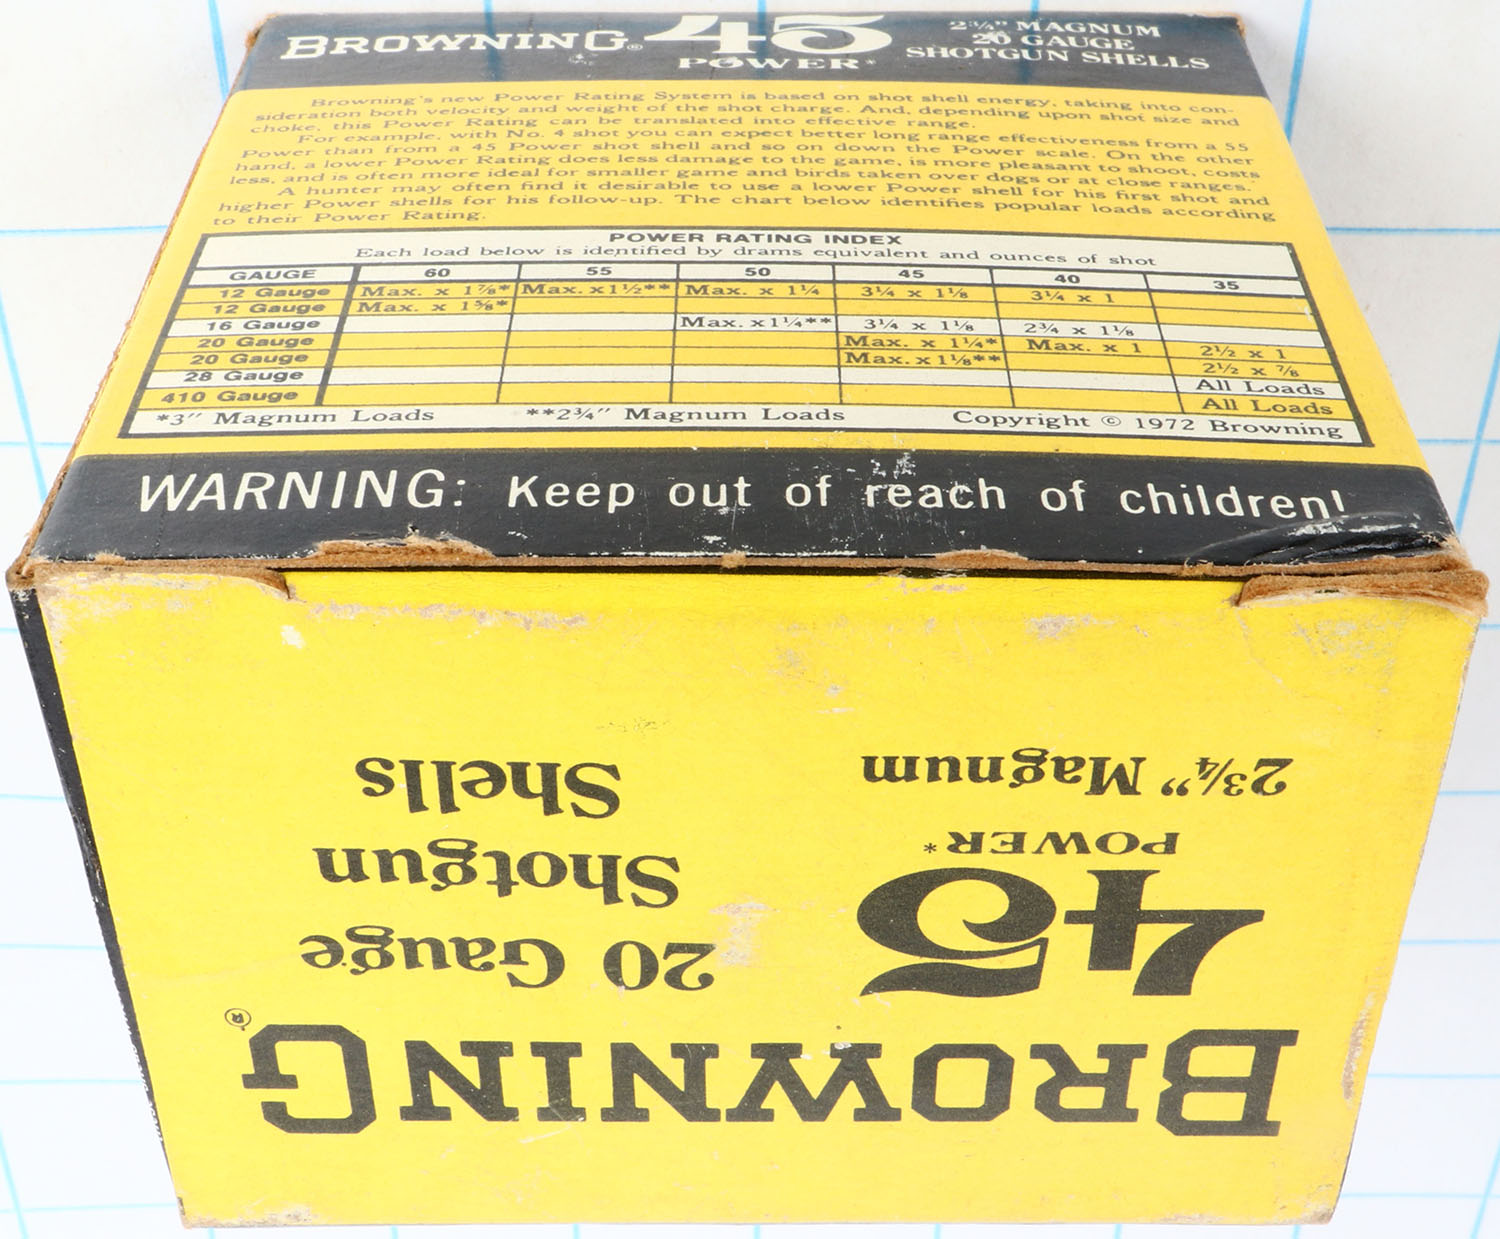 BROWNING® 45 POWER* 2¾" MAGNUM
20 GAUGE
SHOTGUN SHELLS
Browning's new Power Rating System is based on shot shell energy, taking into con-
sideration both velocity and weight of the shot charge. And, depending upon shot size and
choke, this Power Rating can be translated into effective range.
For example, with No. 4 shot you can expect better long range effectiveness from a 55
Power than from a 45 Power shot shell and so on down the Power scale. On the other
hand, a lower Power Rating does less damage to the game, is more pleasant to shoot, costs
less, and is often more ideal for smaller game and birds taken over dogs or at close ranges.
A hunter may often find it desirable to use a lower Power shell for his first shot and
higher Power shells for his follow-up. The chart below identifies popular loads according
to their Power Rating.
POWER RATING INDEX
Each load below is identified by drams equivalent and ounces of shot
GAUGE 60 55 50 45 40 35
12 Gauge Max. x 1⅞* Max. x 1½** Max. x 1¼ 3¼ x 1⅛ 3¼ x 1
12 Gauge Max. x 1⅝*
16 Gauge Max. x 1¼** 3¼ x 1⅛ 2¾ x 1⅛
20 Gauge Max. x 1¼* Max. x 1 2½ x 1
20 Gauge Max. x 1⅛** 2½ x ⅞
28 Gauge All Loads
410 Gauge All Loads
*3" Magnum Loads **2¾" Magnum Loads Copyright © 1972 Browning
WARNING: Keep out of reach of children!
BROWNING®
45
POWER*
2¾" Magnum
20 Gauge
Shotgun
Shells